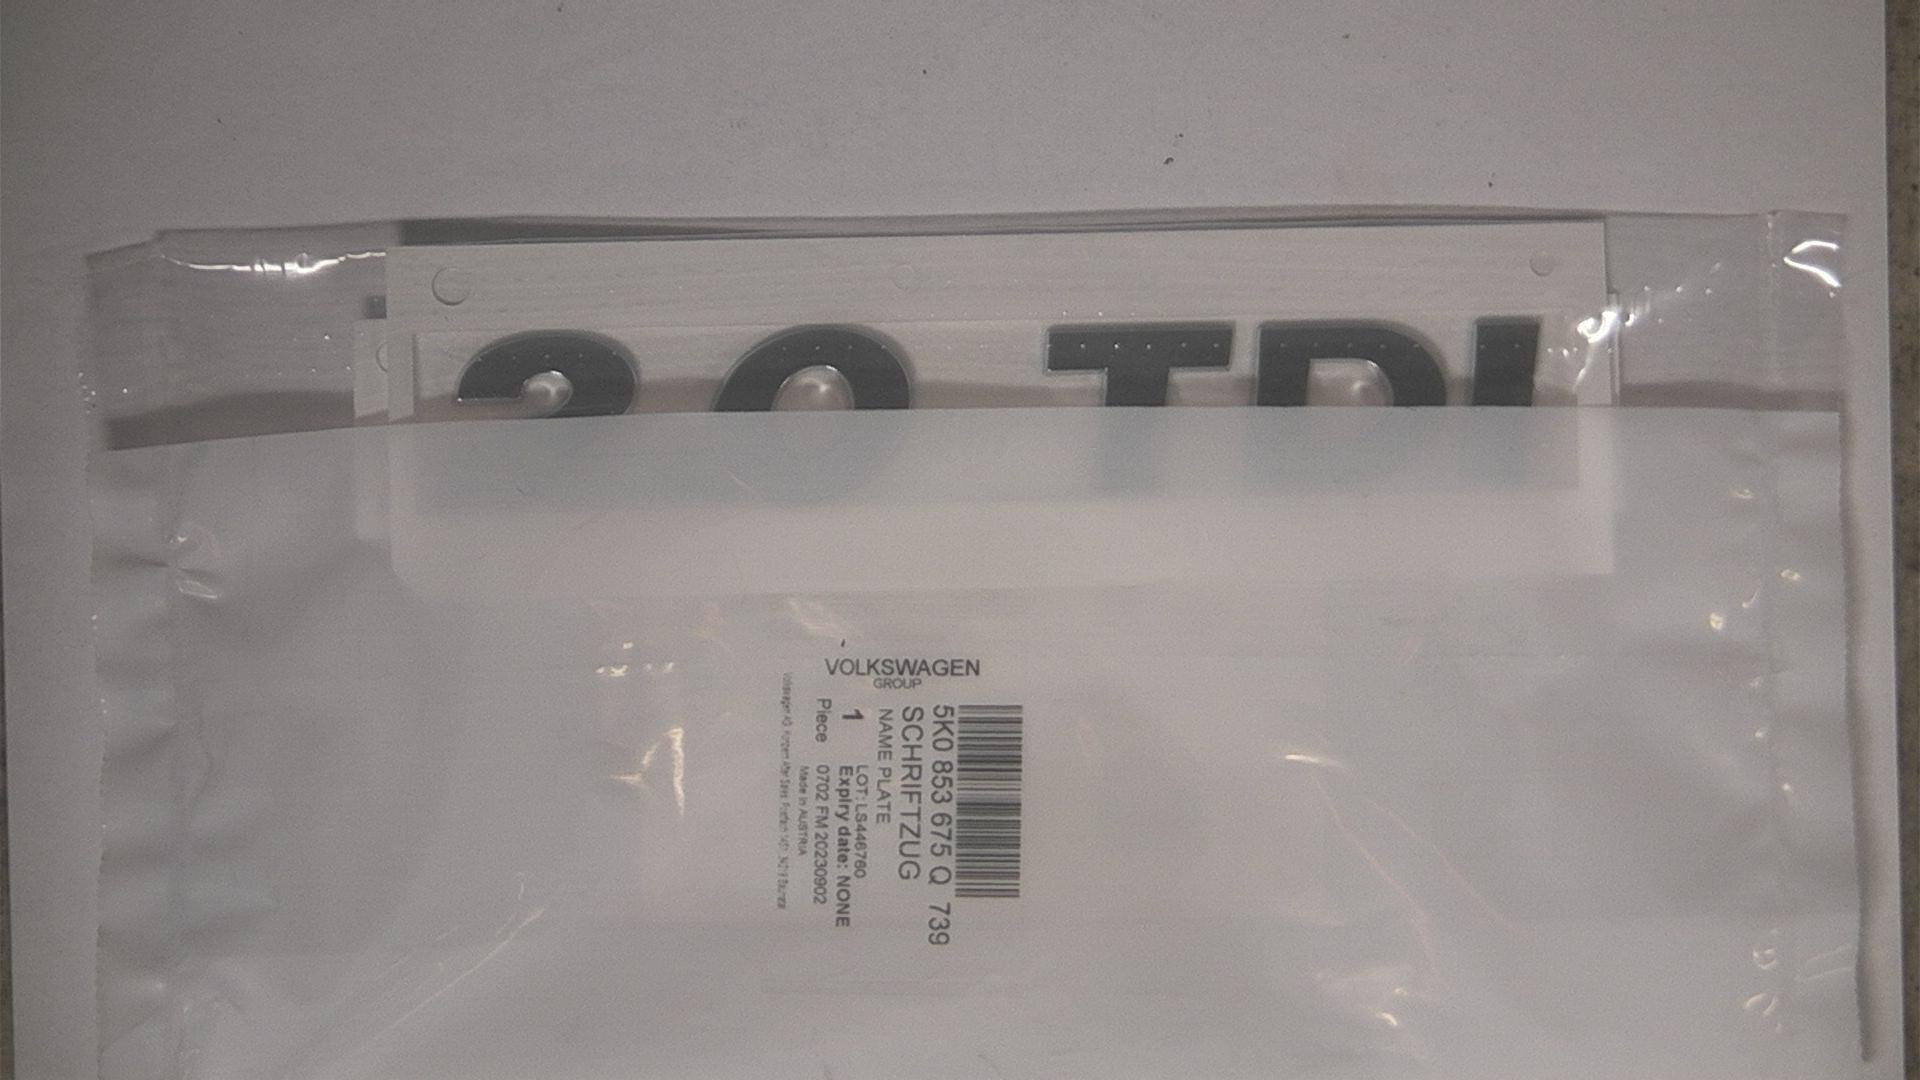 2.0 TDI
VOLKSWAGEN
GROUP
5K0 853 675 Q 739
SCHRIFTZUG
NAME PLATE
1 LOT: LS446760
Expiry date: NONE
Piece 0702 FM 20230902
Made in AUSTRIA